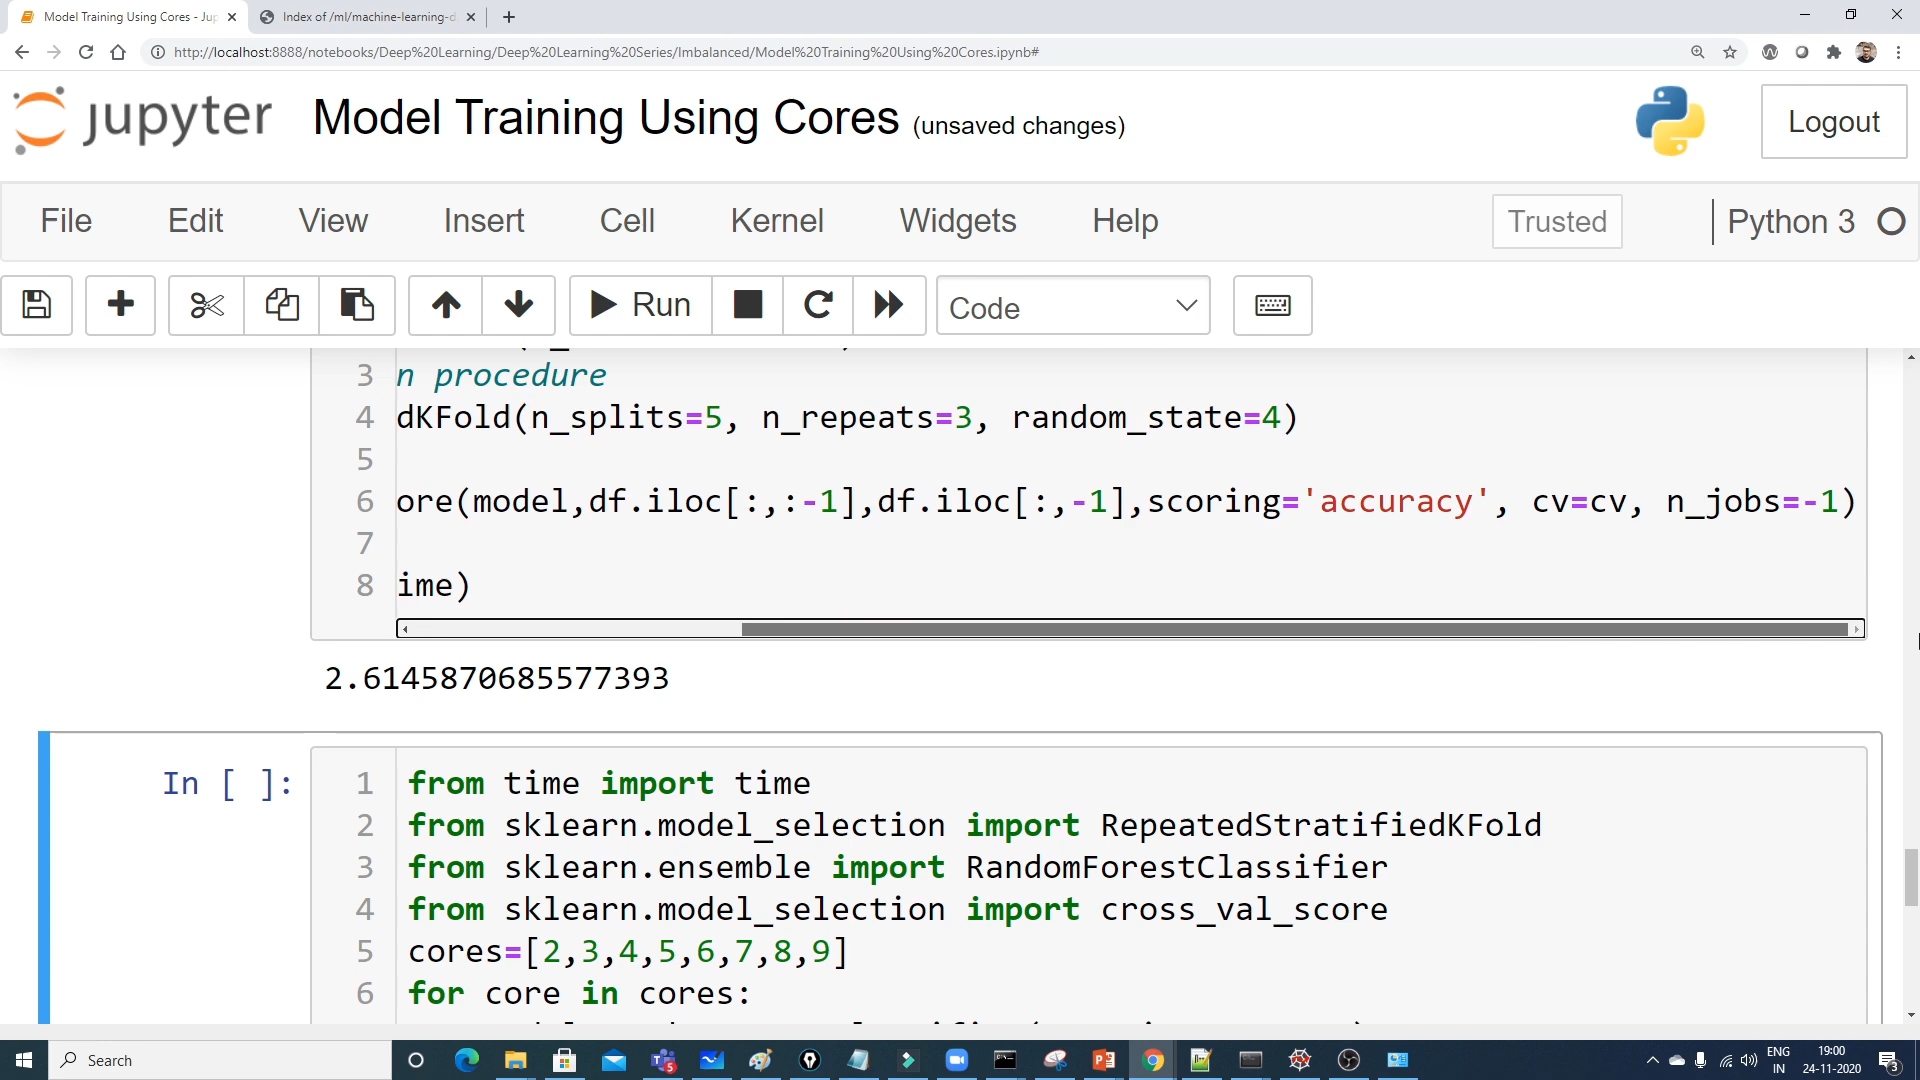 Model Training Using Cores - Jup
Index of /ml/machine-learning-d
http://localhost:8888/notebooks/Deep%20Learning/Deep%20Learning%20Series/Imbalanced/Model%20Training%20Using%20Cores.ipynb#
jupyter Model Training Using Cores (unsaved changes)
Logout
File Edit View Insert Cell Kernel Widgets Help
Trusted
Python 3
Run
Code
3 n procedure
4 dKFold(n_splits=5, n_repeats=3, random_state=4)
5
6 ore(model,df.iloc[:,:-1],df.iloc[:,-1],scoring='accuracy', cv=cv, n_jobs=-1)
7
8 ime)
2.6145870685577393
In [ ]:
1 from time import time
2 from sklearn.model_selection import RepeatedStratifiedKFold
3 from sklearn.ensemble import RandomForestClassifier
4 from sklearn.model_selection import cross_val_score
5 cores=[2,3,4,5,6,7,8,9]
6 for core in cores:
Search
5
ENG
IN
19:00
24-11-2020
3